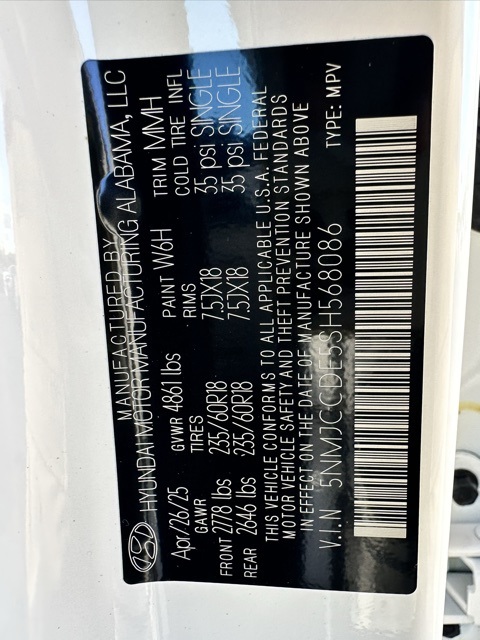 MANUFACTURED BY
HYUNDAI MOTOR MANUFACTURING ALABAMA, LLC
Apr/26/25 GVWR 4861 lbs PAINT W6H TRIM MMH
GAWR TIRES RIMS COLD TIRE INFL
FRONT 2778 lbs 235/60R18 7.5JX18 35 psi SINGLE
REAR 2646 lbs 235/60R18 7.5JX18 35 psi SINGLE
THIS VEHICLE CONFORMS TO ALL APPLICABLE U.S.A. FEDERAL
MOTOR VEHICLE SAFETY AND THEFT PREVENTION STANDARDS
IN EFFECT ON THE DATE OF MANUFACTURE SHOWN ABOVE
V.I.N 5NMJCCDE5SH568086 TYPE: MPV